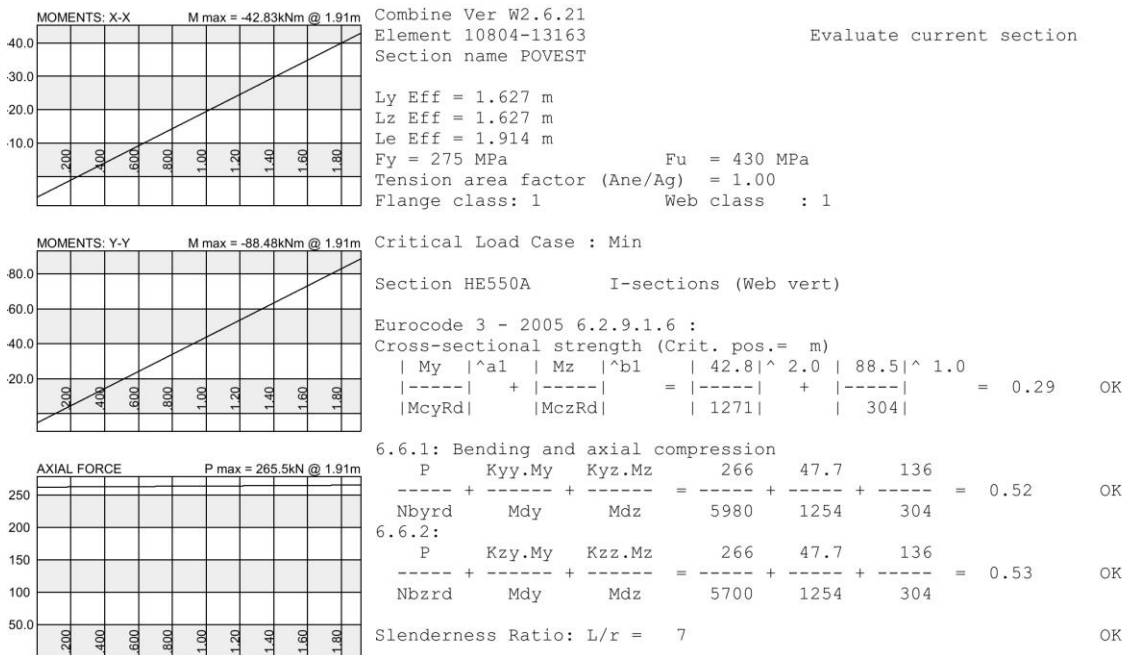 MOMENTS: X-X M max = -42.83kNm @ 1.91m
-40.0
-30.0
-20.0
-10.0
.200 .400 .600 .800 1.00 1.20 1.40 1.60 1.80
MOMENTS: Y-Y M max = -88.48kNm @ 1.91m
-80.0
-60.0
-40.0
-20.0
.200 .400 .600 .800 1.00 1.20 1.40 1.60 1.80
AXIAL FORCE P max = 265.5kN @ 1.91m
250
200
150
100
50.0
.200 .400 .600 .800 1.00 1.20 1.40 1.60 1.80
Combine Ver W2.6.21
Element 10804-13163 Evaluate current section
Section name POVEST
Ly Eff = 1.627 m
Lz Eff = 1.627 m
Le Eff = 1.914 m
Fy = 275 MPa Fu = 430 MPa
Tension area factor (Ane/Ag) = 1.00
Flange class: 1 Web class : 1
Critical Load Case : Min
Section HE550A I-sections (Web vert)
Eurocode 3 - 2005 6.2.9.1.6 :
Cross-sectional strength (Crit. pos.= m)
| My |^a1 | Mz |^b1 | 42.8|^ 2.0 | 88.5|^ 1.0
|-----| + |-----| = |-----| + |-----| = 0.29 OK
|McyRd| |MczRd| | 1271| | 304|
6.6.1: Bending and axial compression
P Kyy.My Kyz.Mz 266 47.7 136
----- + ------ + ------ = ----- + ----- + ----- = 0.52 OK
Nbyrd Mdy Mdz 5980 1254 304
6.6.2:
P Kzy.My Kzz.Mz 266 47.7 136
----- + ------ + ------ = ----- + ----- + ----- = 0.53 OK
Nbzrd Mdy Mdz 5700 1254 304
Slenderness Ratio: L/r = 7 OK